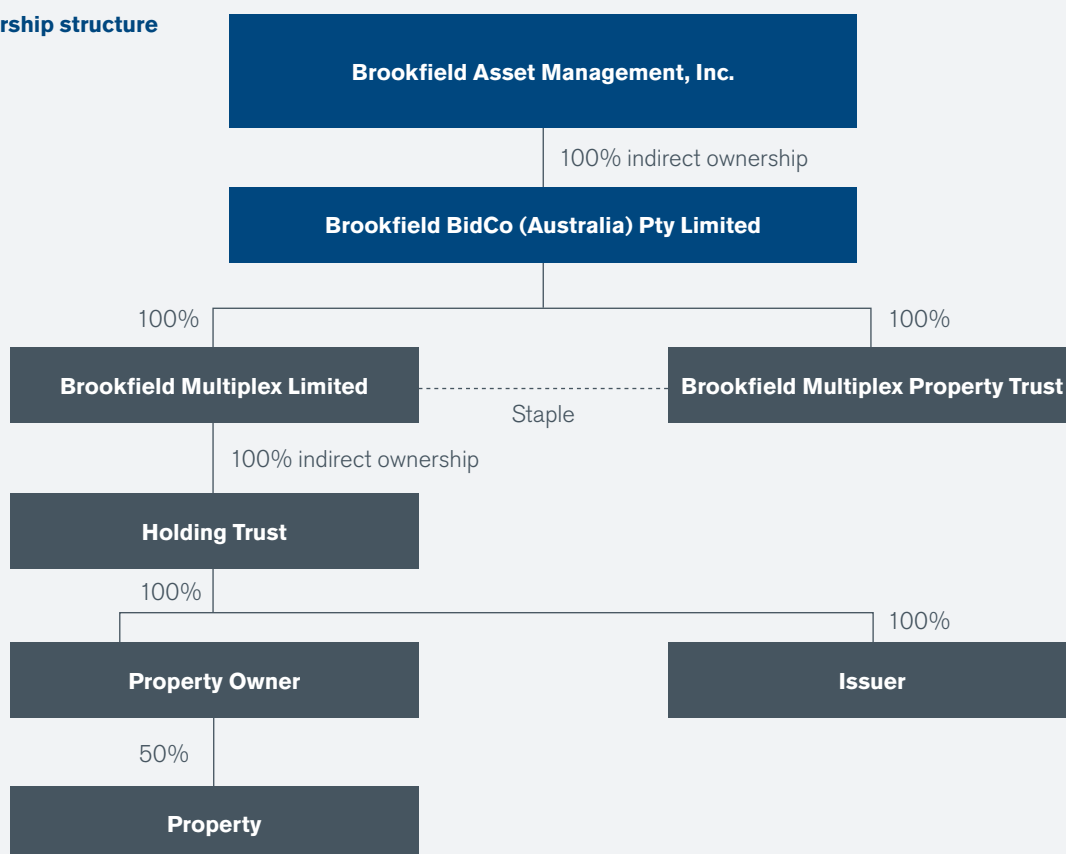 rship structure
Brookfield Asset Management, Inc.
100% indirect ownership
Brookfield BidCo (Australia) Pty Limited
100%
100%
Brookfield Multiplex Limited
Staple
Brookfield Multiplex Property Trust
100% indirect ownership
Holding Trust
100%
100%
Property Owner
Issuer
50%
Property